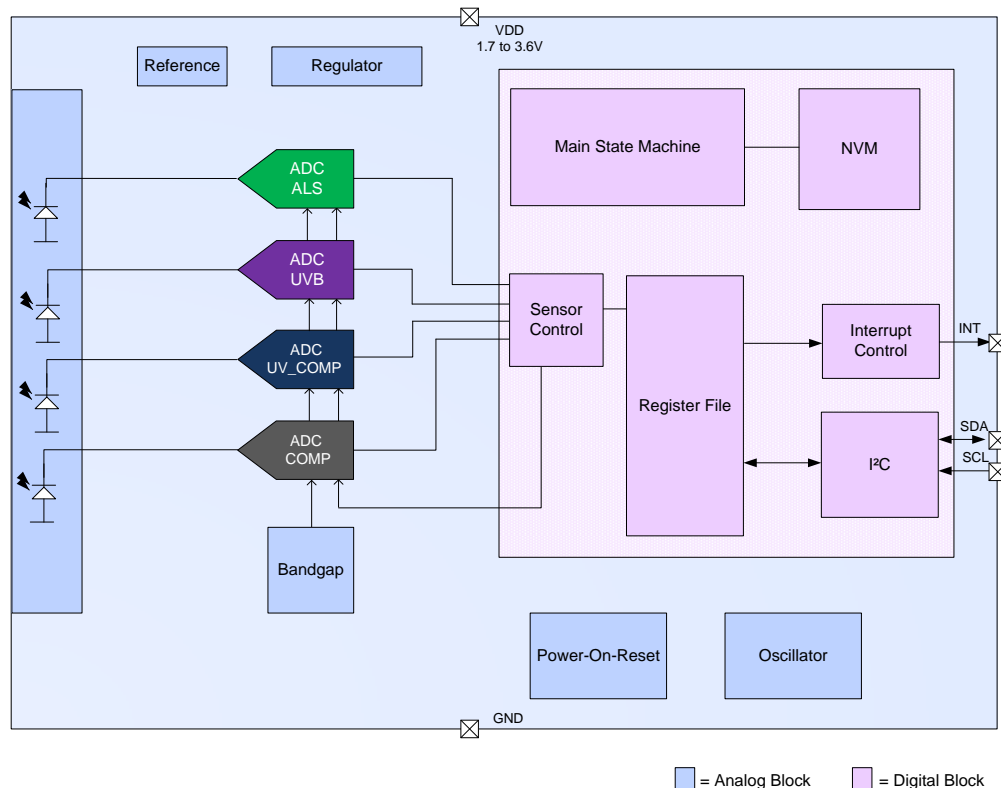 VDD
1.7 to 3.6V
Reference
Regulator
Main State Machine
NVM
ADC
ALS
ADC
UVB
Sensor
Control
Interrupt
Control
INT
ADC
UV_COMP
Register File
ADC
COMP
I²C
SDA
SCL
Bandgap
Power-On-Reset
Oscillator
GND
= Analog Block
= Digital Block